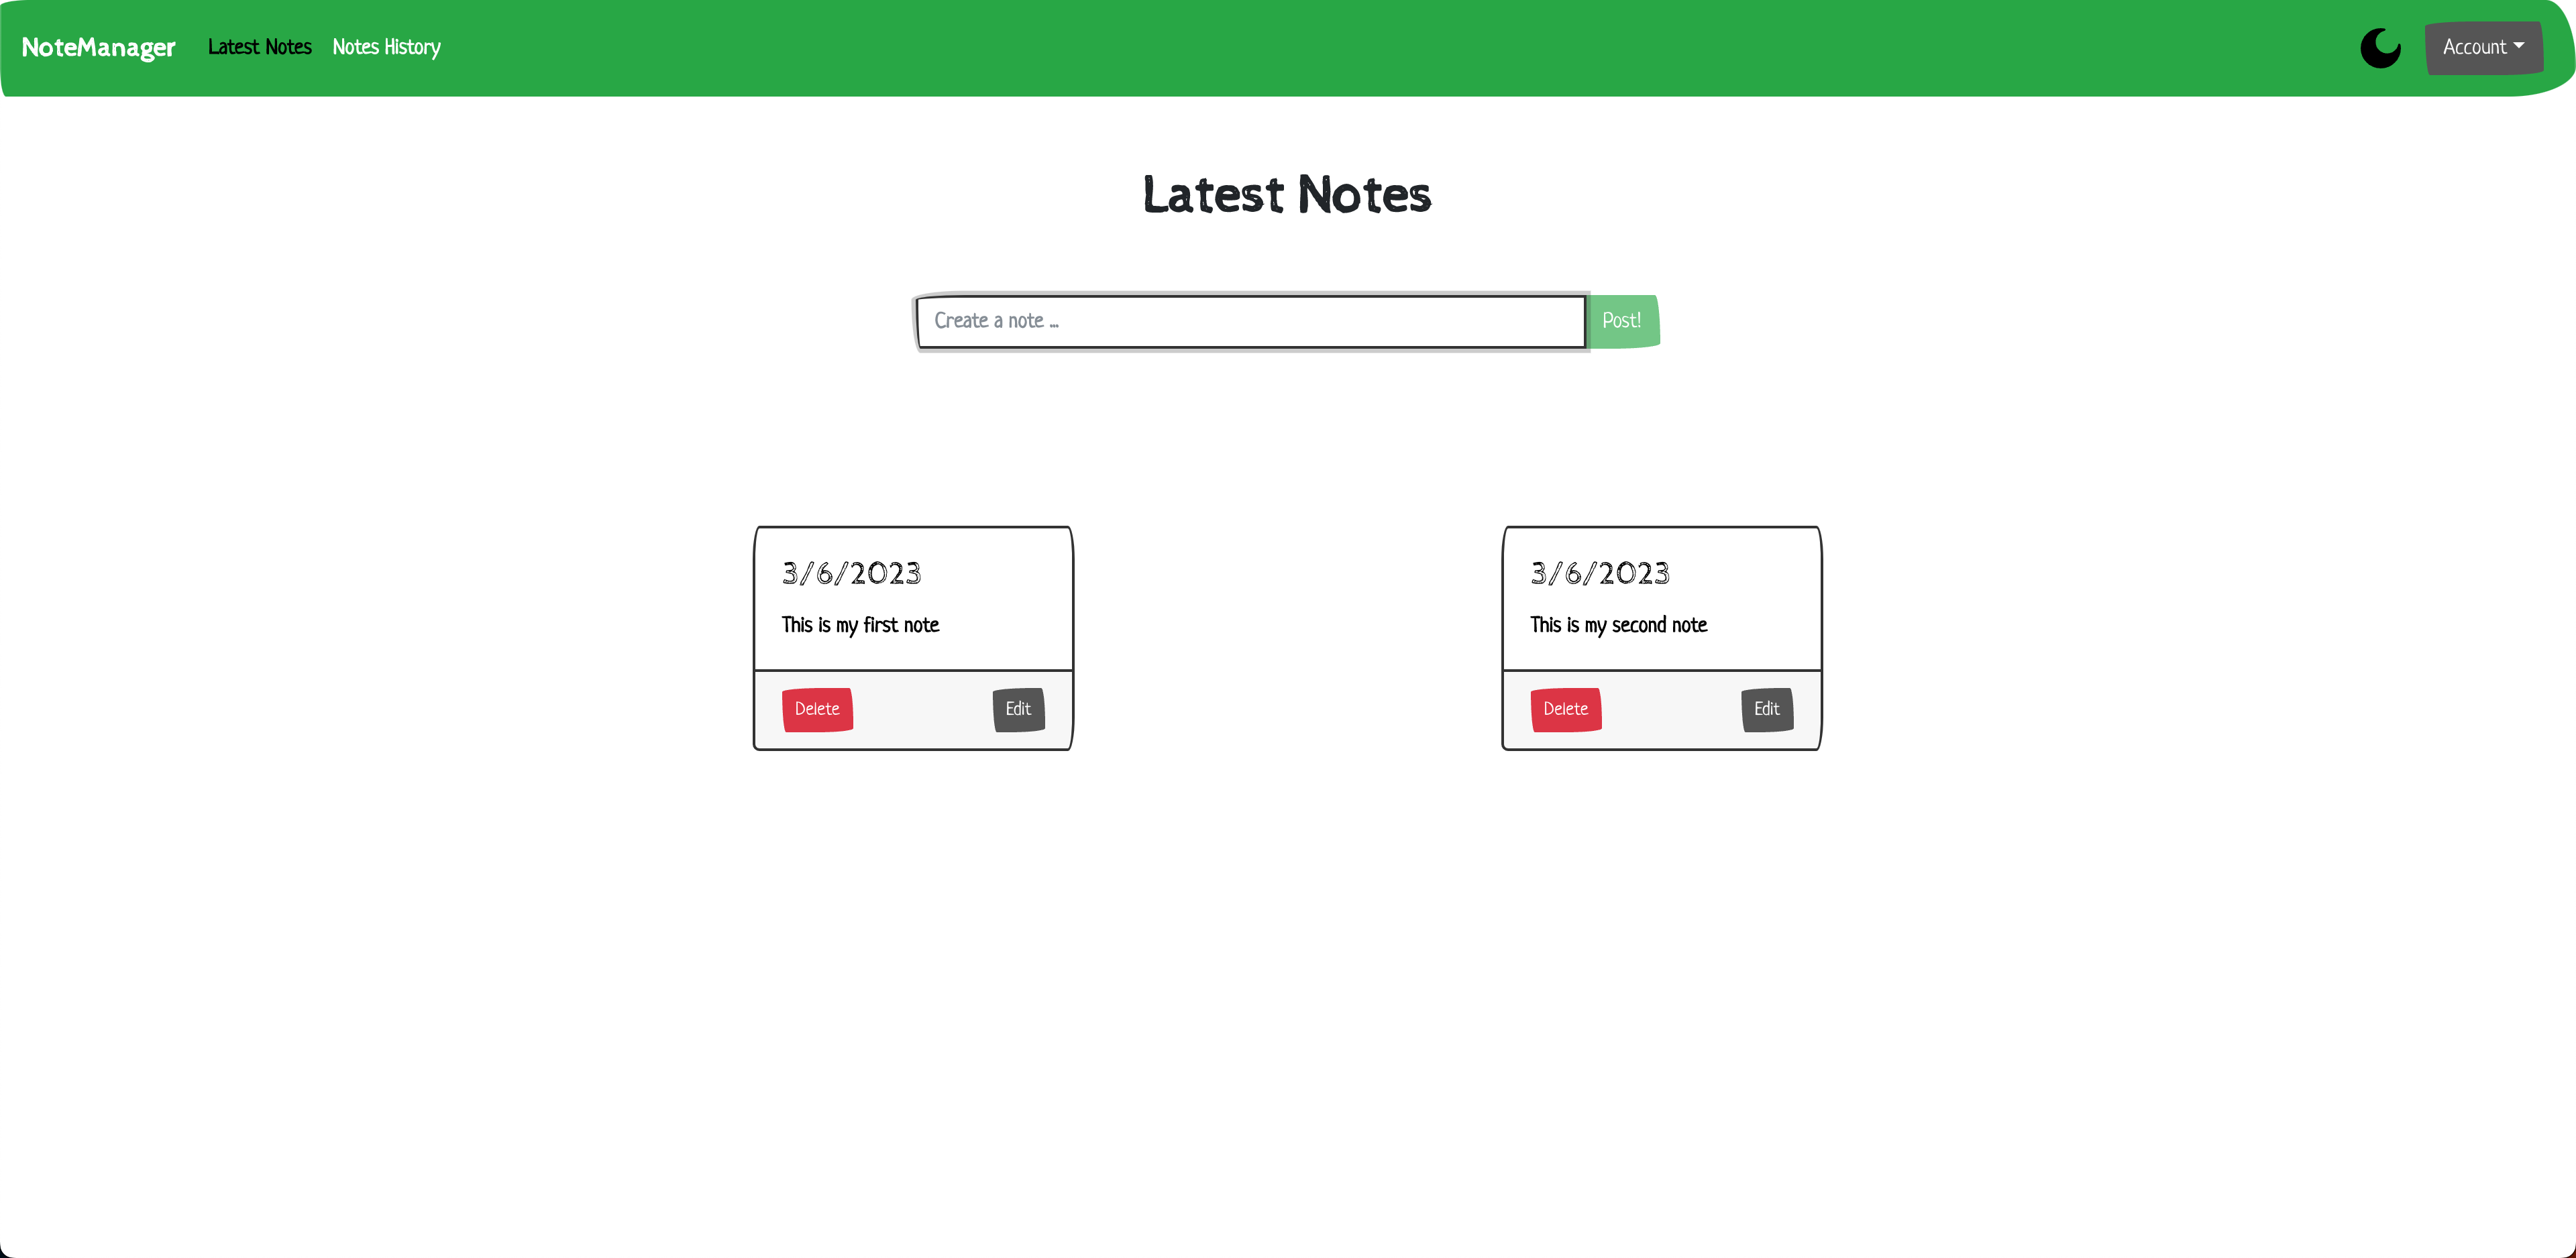 NoteManager Latest Notes Notes History Account
Latest Notes
Create a note ... Post!
3/6/2023
This is my first note
Delete Edit
3/6/2023
This is my second note
Delete Edit